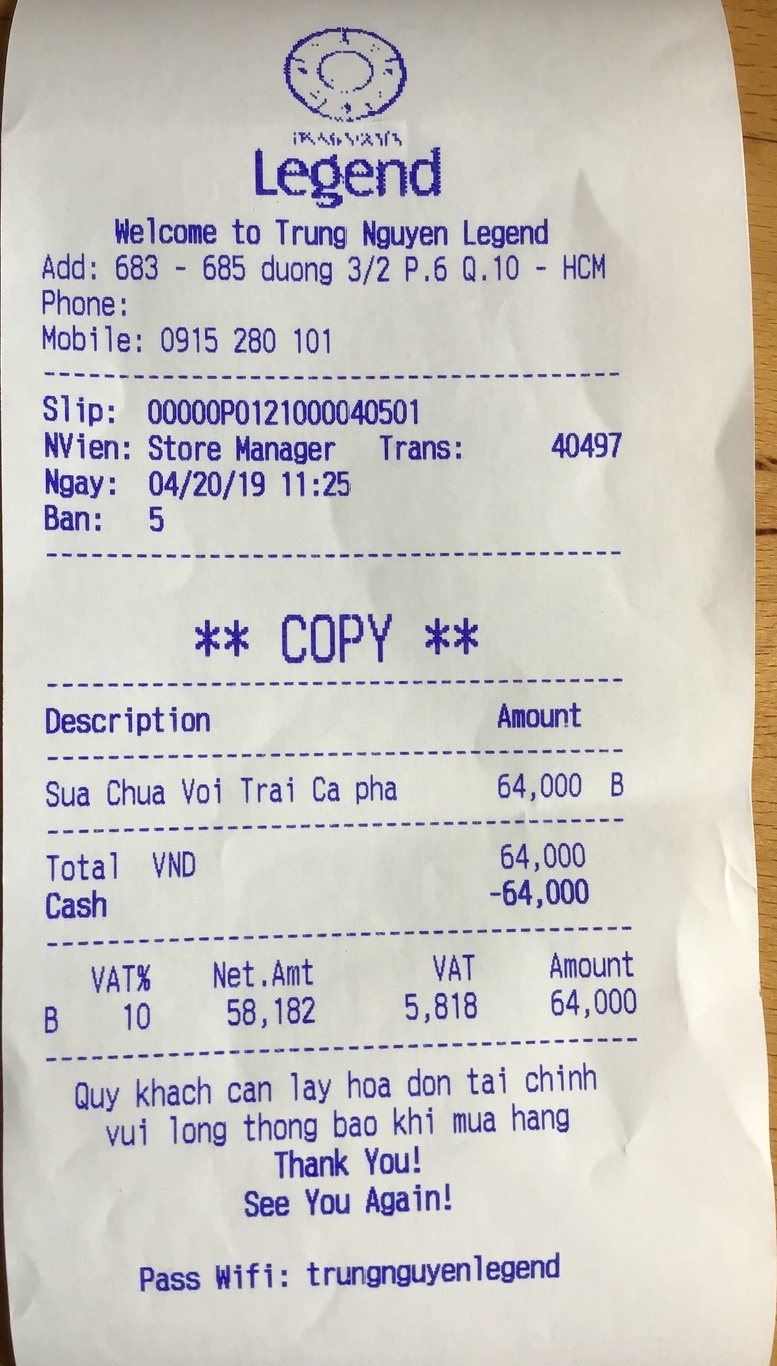 Legend
Welcome to Trung Nguyen Legend
Add: 683 - 685 duong 3/2 P.6 Q.10 - HCM
Phone:
Mobile: 0915 280 101
Slip: 00000P0121000040501
NVien: Store Manager Trans: 40497
Ngay: 04/20/19 11:25
Ban: 5
** COPY **
Description Amount
Sua Chua Voi Trai Ca pha 64,000 B
Total VND 64,000
Cash -64,000
VAT% Net.Amt VAT Amount
B 10 58,182 5,818 64,000
Quy khach can lay hoa don tai chinh
vui long thong bao khi mua hang
Thank You!
See You Again!
Pass Wifi: trungnguyenlegend